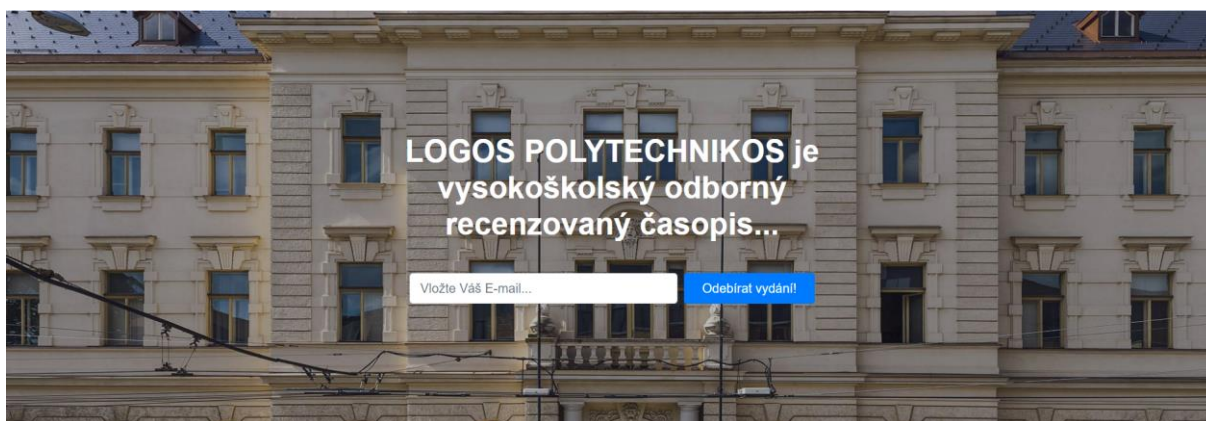 LOGOS POLYTECHNIKOS je
vysokoškolský odborný
recenzovaný časopis...
Vložte Váš E-mail...
Odebírat vydání!